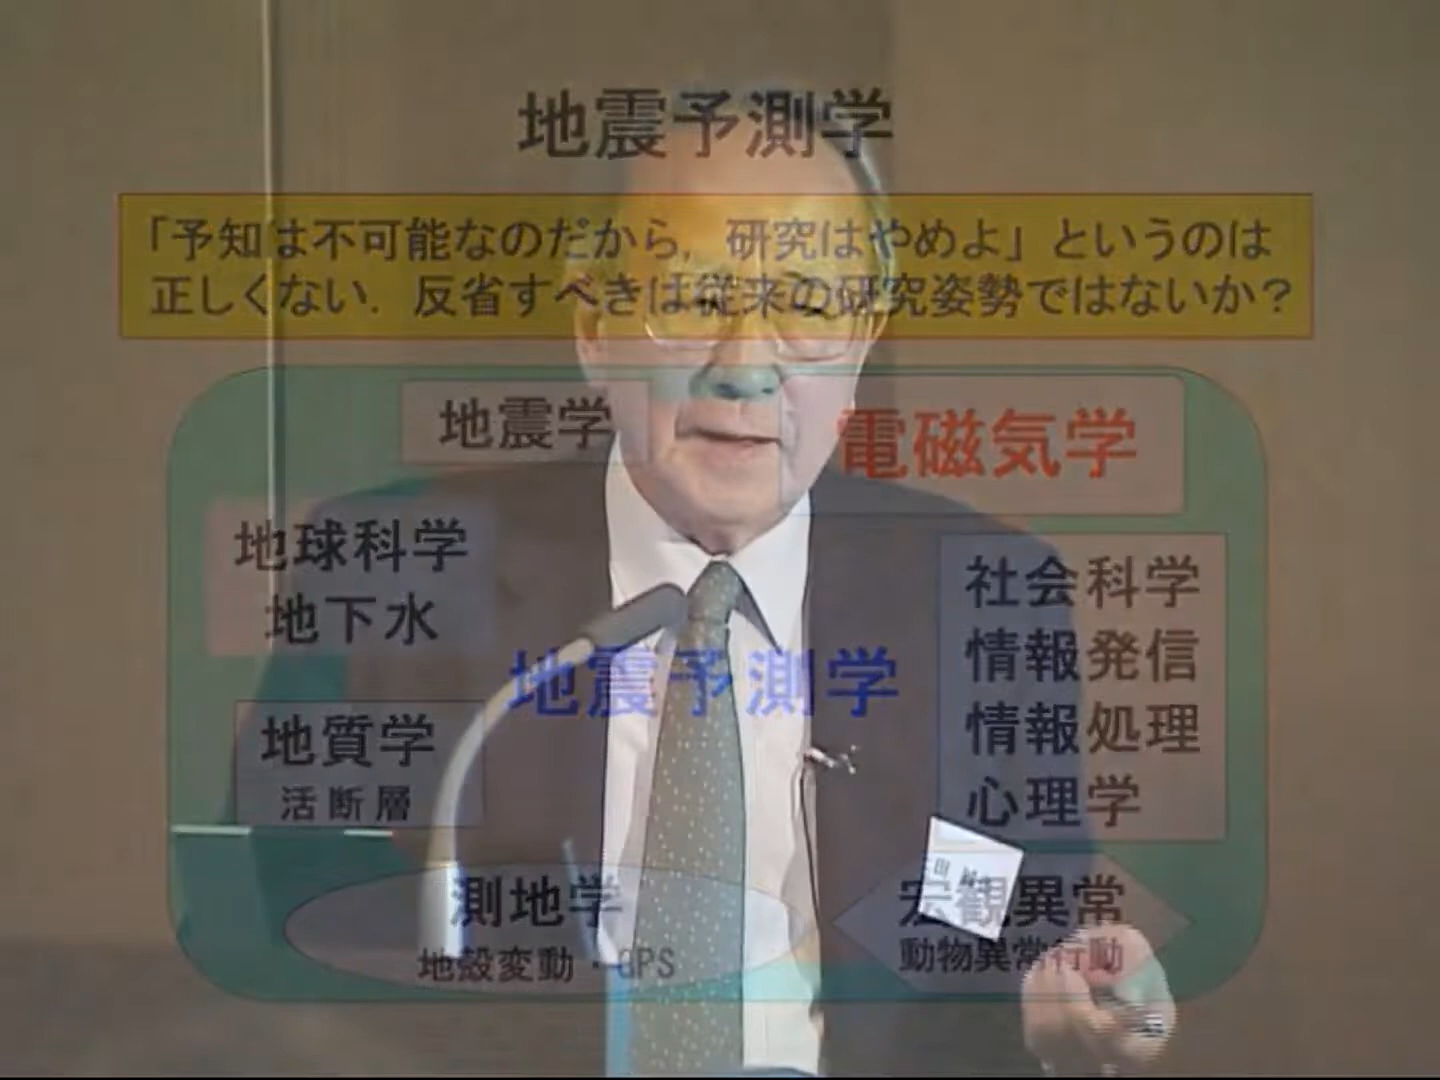 地震予測学
「予知は不可能なのだから，研究はやめよ」というのは
正しくない．反省すべきは従来の研究姿勢ではないか？
地震学
電磁気学
地球科学
地下水
社会科学
情報発信
情報処理
心理学
地震予測学
地質学
活断層
測地学
地殻変動・GPS
宏観異常
動物異常行動